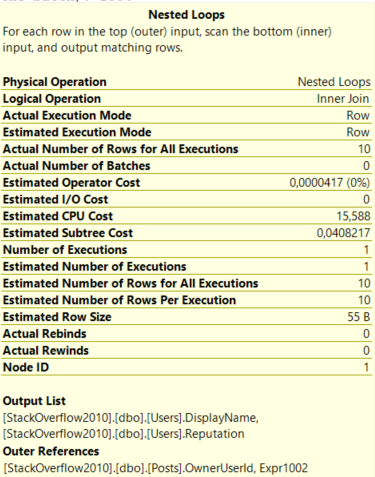 Nested Loops
For each row in the top (outer) input, scan the bottom (inner)
input, and output matching rows.
Physical Operation Nested Loops
Logical Operation Inner Join
Actual Execution Mode Row
Estimated Execution Mode Row
Actual Number of Rows for All Executions 10
Actual Number of Batches 0
Estimated Operator Cost 0,0000417 (0%)
Estimated I/O Cost 0
Estimated CPU Cost 15,588
Estimated Subtree Cost 0,0408217
Number of Executions 1
Estimated Number of Executions 1
Estimated Number of Rows for All Executions 10
Estimated Number of Rows Per Execution 10
Estimated Row Size 55 B
Actual Rebinds 0
Actual Rewinds 0
Node ID 1
Output List
[StackOverflow2010].[dbo].[Users].DisplayName,
[StackOverflow2010].[dbo].[Users].Reputation
Outer References
[StackOverflow2010].[dbo].[Posts].OwnerUserId, Expr1002